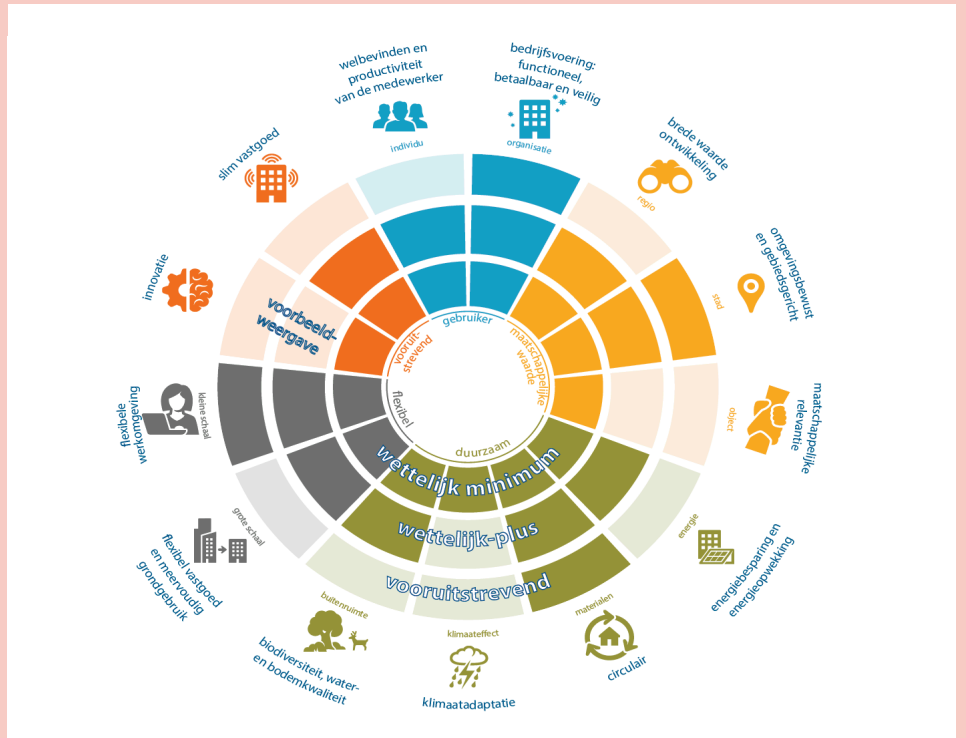 welbevinden en
productiviteit
van de medewerker
individu
bedrijfsvoering:
functioneel,
betaalbaar en veilig
organisatie
brede waarde
ontwikkeling
regio
omgevingsbewust
en gebiedsgericht
stad
maatschappelijke
relevantie
object
energiebesparing en
energieopwekking
energie
materialen
circulair
klimaateffect
klimaatadaptatie
buitenruimte
biodiversiteit, water-
en bodemkwaliteit
grote schaal
flexibel vastgoed
en meervoudig
grondgebruik
kleine schaal
flexibele
werkomgeving
innovatie
slim vastgoed
voorbeeld-
weergave
gebruiker
maatschappelijke
waarde
duurzaam
flexibel
vooruit-
strevend
wettelijk minimum
wettelijk-plus
vooruitstrevend